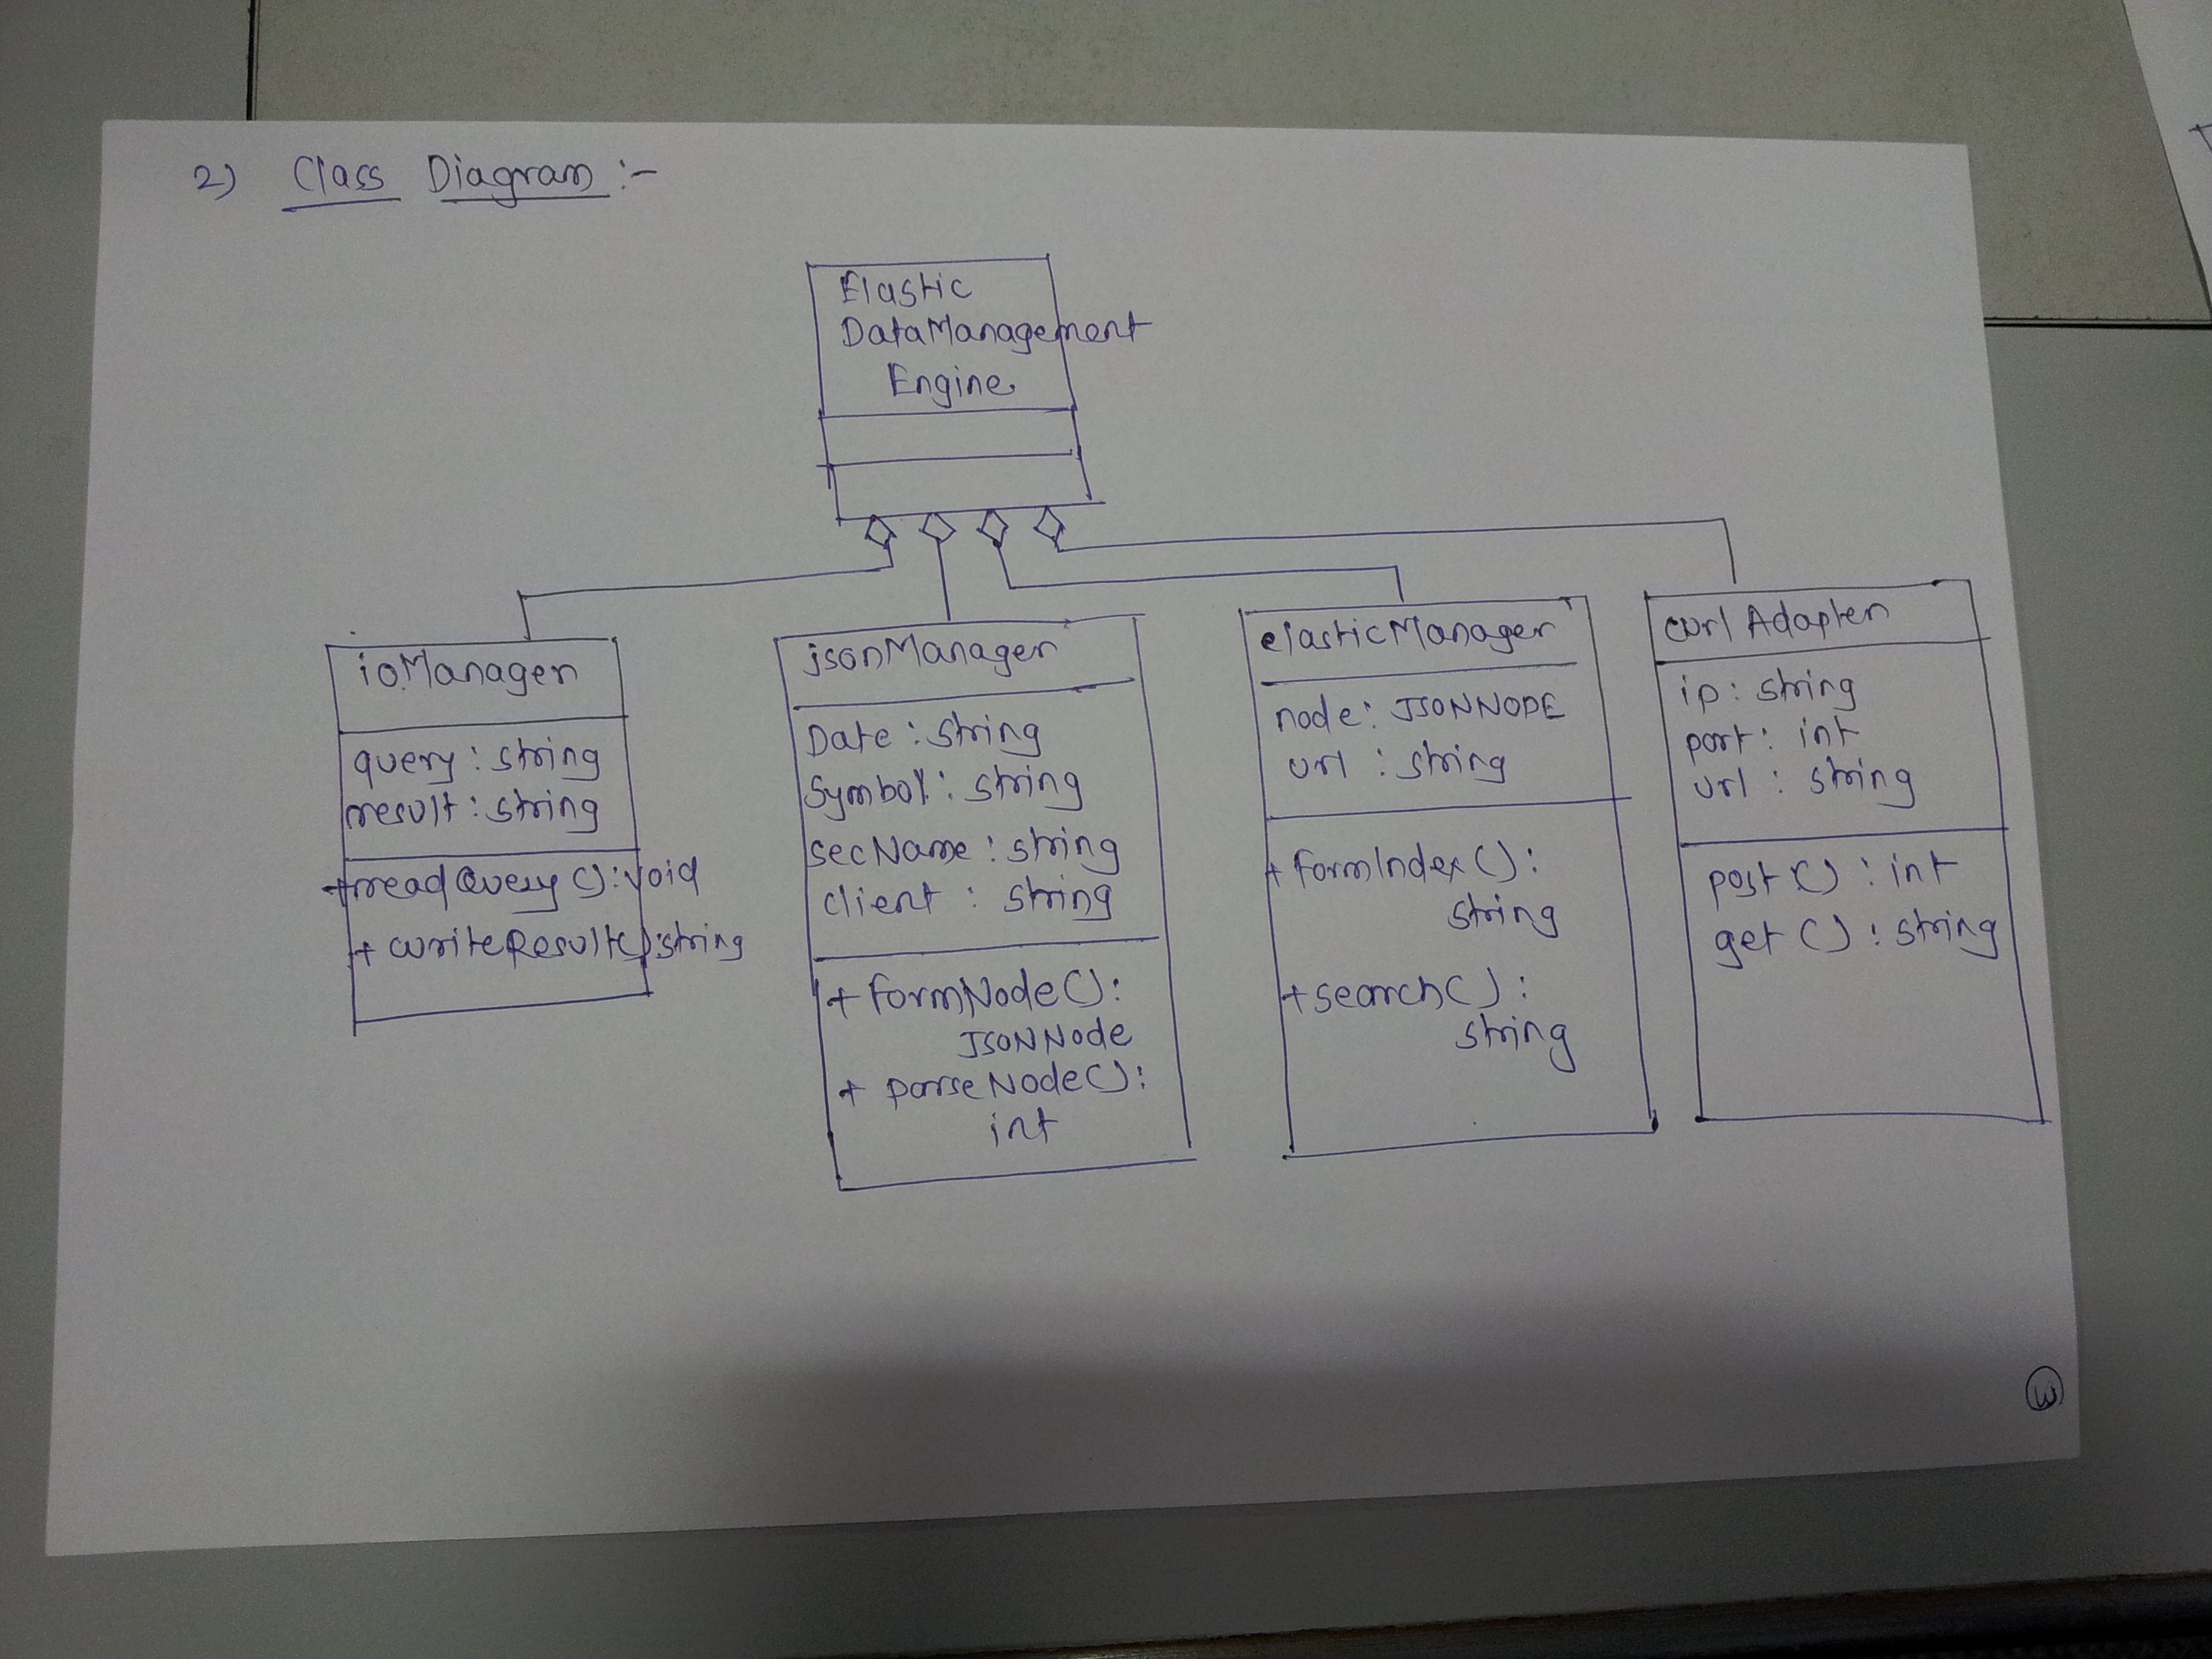 2) Class Diagram :-
Elastic
DataManagement
Engine
ioManager
query : string
result : string
+readQuery() : void
+ writeResult() : string
jsonManager
Date : string
Symbol : string
SecName : string
client : string
+ formNode() :
JSONNode
+ parseNode() :
int
elasticManager
node : JSONNODE
url : string
+ formIndex() :
string
+ search() :
string
curl Adapter
ip : string
port : int
url : string
post() : int
get() : string